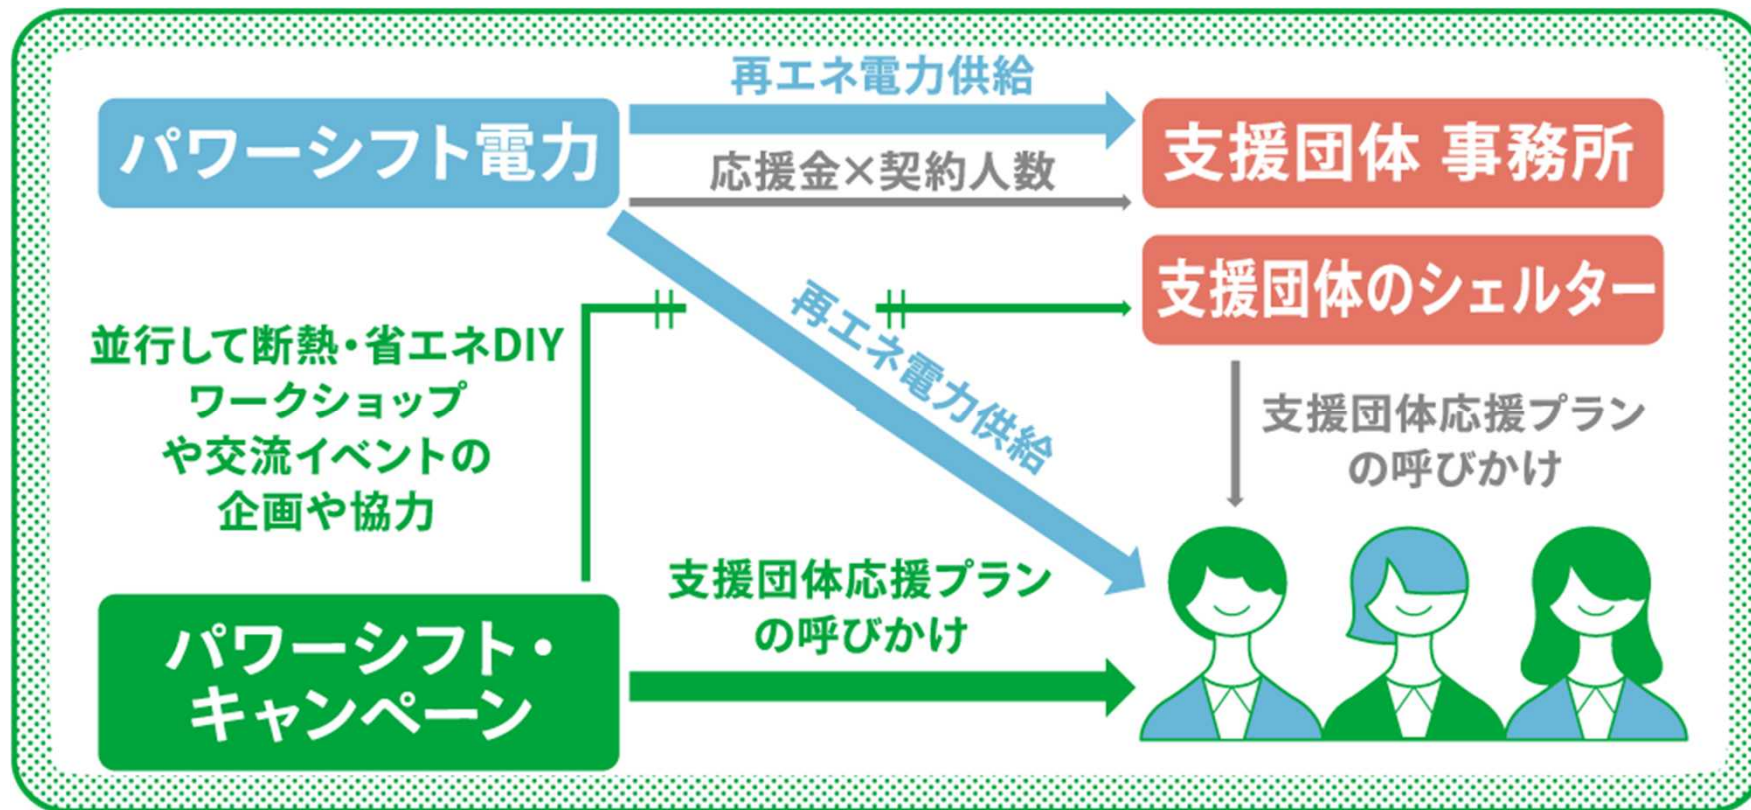 再エネ電力供給
パワーシフト電力
応援金×契約人数
支援団体 事務所
支援団体のシェルター
再エネ電力供給
並行して断熱・省エネDIY
ワークショップ
や交流イベントの
企画や協力
支援団体応援プラン
の呼びかけ
支援団体応援プラン
の呼びかけ
パワーシフト・
キャンペーン